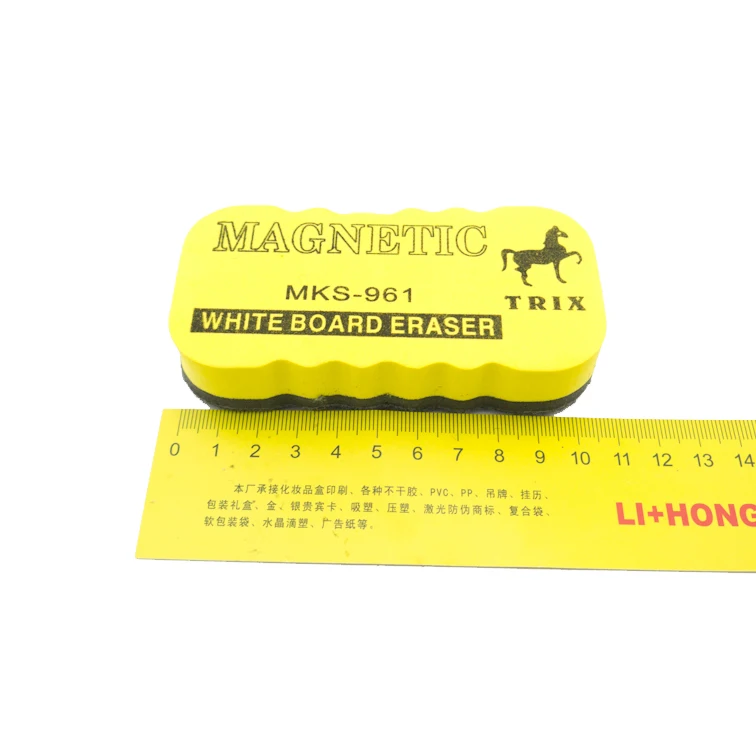 MAGNETIC
TRIX
MKS-961
WHITE BOARD ERASER
0 1 2 3 4 5 6 7 8 9 10 11 12 13 14
本厂承接化妆品盒印刷、各种不干胶、PVC、PP、吊牌、挂历、
包装礼盒、金、银贵宾卡、吸塑、压塑、激光防伪商标、复合袋、
软包装袋、水晶滴塑、广告纸等。
LI+HONG